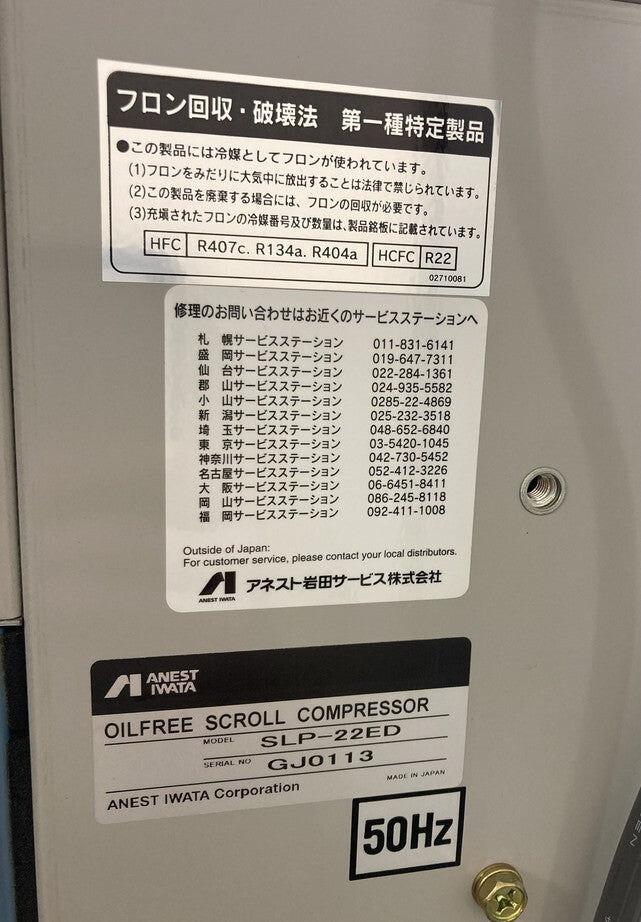 フロン回収・破壊法 第一種特定製品
●この製品には冷媒としてフロンが使われています。
(1)フロンをみだりに大気中に放出することは法律で禁じられています。
(2)この製品を廃棄する場合には、フロンの回収が必要です。
(3)充塡されたフロンの冷媒番号及び数量は、製品銘板に記載されています。
HFC R407c. R134a. R404a HCFC R22
02710081
修理のお問い合わせはお近くのサービスステーションへ
札 幌サービスステーション 011-831-6141
盛 岡サービスステーション 019-647-7311
仙 台サービスステーション 022-284-1361
郡 山サービスステーション 024-935-5582
小 山サービスステーション 0285-22-4869
新 潟サービスステーション 025-232-3518
埼 玉サービスステーション 048-652-6840
東 京サービスステーション 03-5420-1045
神奈川サービスステーション 042-730-5452
名古屋サービスステーション 052-412-3226
大 阪サービスステーション 06-6451-8411
岡 山サービスステーション 086-245-8118
福 岡サービスステーション 092-411-1008
Outside of Japan:
For customer service, please contact your local distributors.
ANEST IWATA アネスト岩田サービス株式会社
ANEST
IWATA
OILFREE SCROLL COMPRESSOR
MODEL SLP-22ED
SERIAL NO GJ0113
MADE IN JAPAN
ANEST IWATA Corporation
50Hz